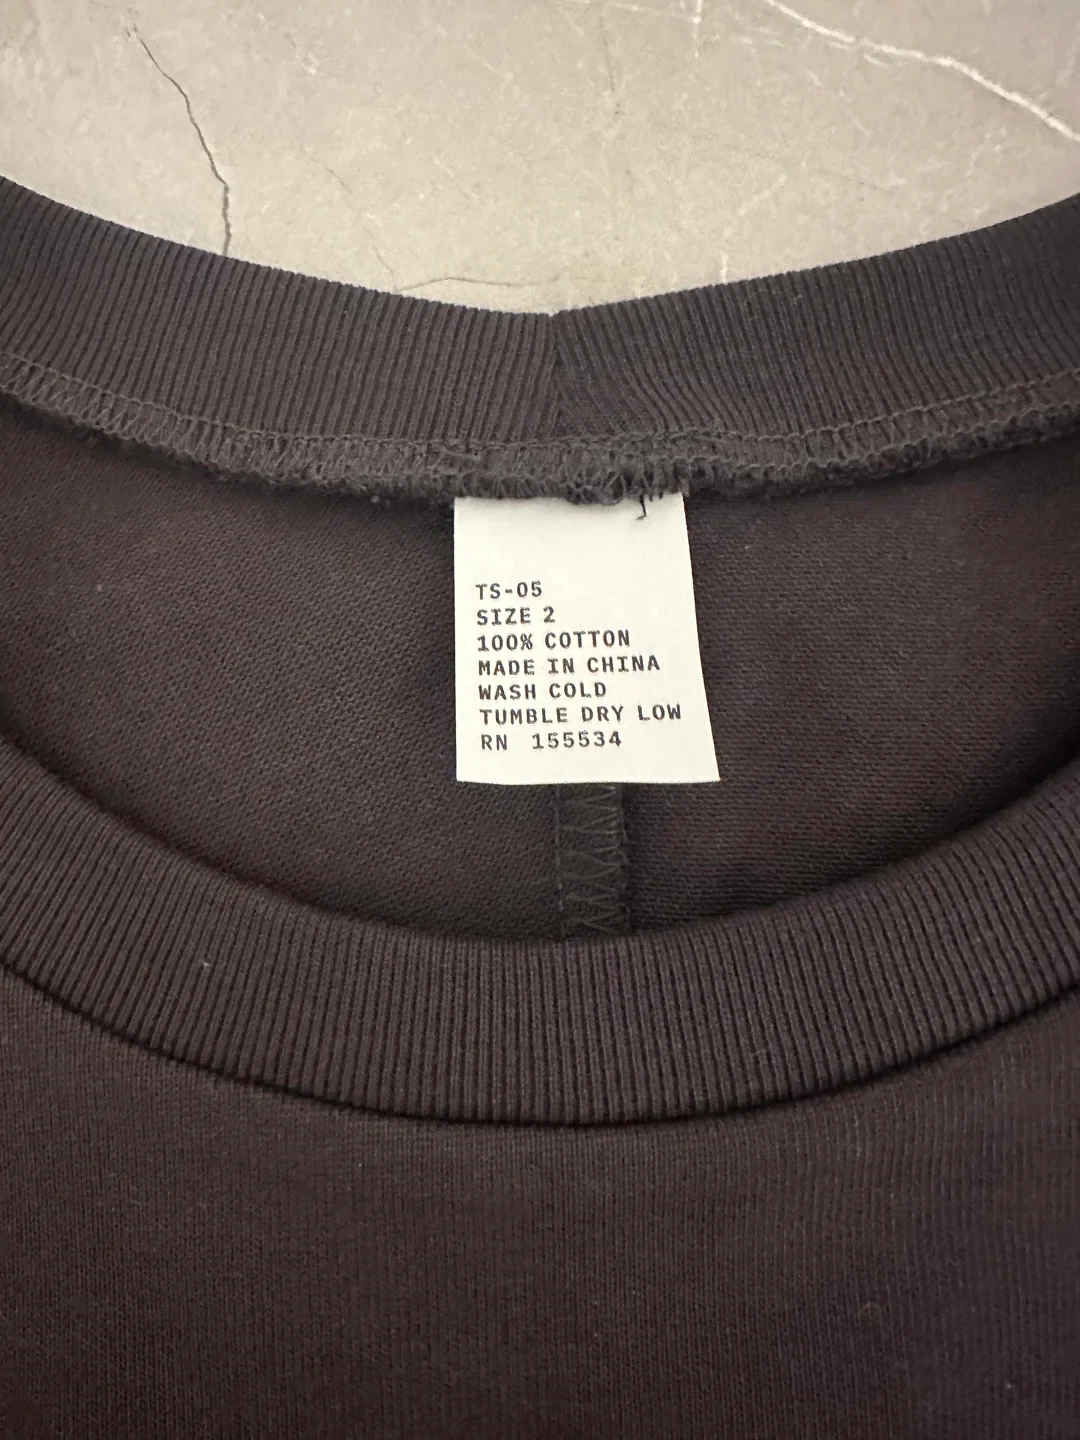 TS-05
SIZE 2
100% COTTON
MADE IN CHINA
WASH COLD
TUMBLE DRY LOW
RN 155534